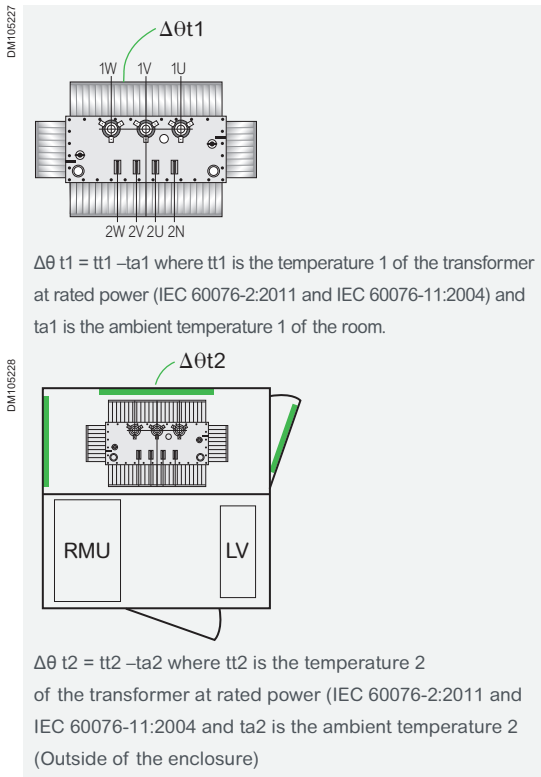 DM105227
Δθt1
1W 1V 1U
2W 2V 2U 2N
Δθ t1 = tt1 –ta1 where tt1 is the temperature 1 of the transformer
at rated power (IEC 60076-2:2011 and IEC 60076-11:2004) and
ta1 is the ambient temperature 1 of the room.
DM105228
Δθt2
RMU LV
Δθ t2 = tt2 –ta2 where tt2 is the temperature 2
of the transformer at rated power (IEC 60076-2:2011 and
IEC 60076-11:2004 and ta2 is the ambient temperature 2
(Outside of the enclosure)